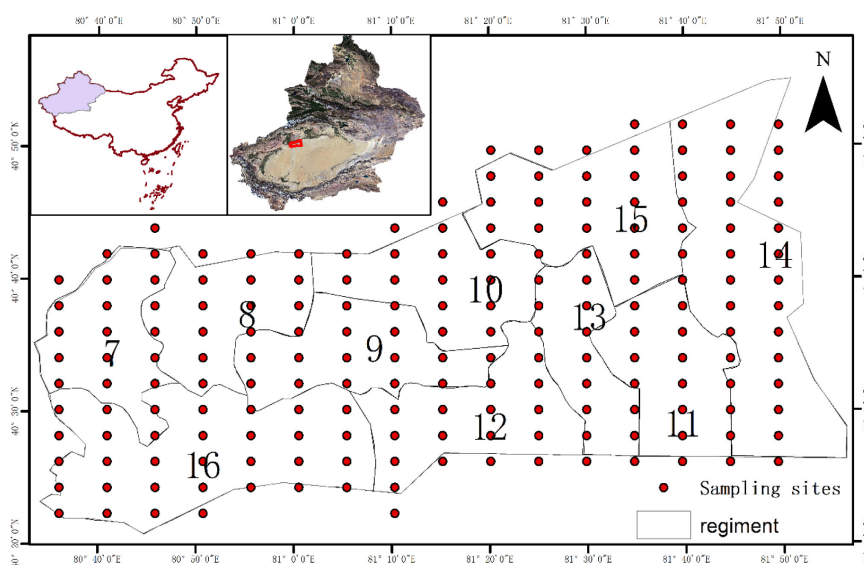 80° 40′0″E 80° 50′0″E 81° 0′0″E 81° 10′0″E 81° 20′0″E 81° 30′0″E 81° 40′0″E 81° 50′0″E
N
40° 50′0″N
15
14
40° 40′0″N
10
8
13
7
9
40° 30′0″N
12
11
16
Sampling sites
regiment
40° 20′0″N
80° 40′0″E 80° 50′0″E 81° 0′0″E 81° 10′0″E 81° 20′0″E 81° 30′0″E 81° 40′0″E 81° 50′0″E